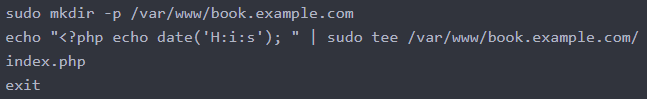 sudo mkdir -p /var/www/book.example.com
echo "<?php echo date('H:i:s'); " | sudo tee /var/www/book.example.com/
index.php
exit